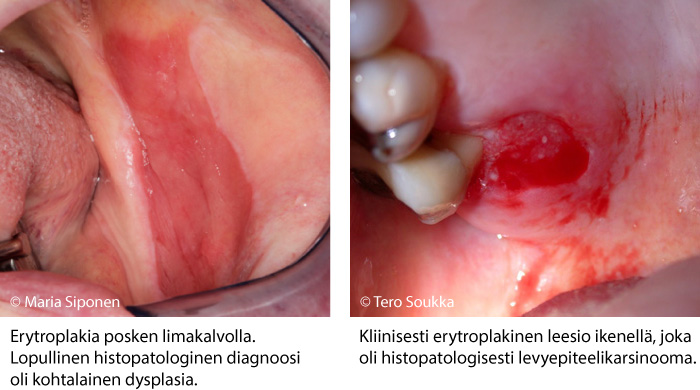 © Maria Siponen
© Tero Soukka
Erytroplakia posken limakalvolla.
Lopullinen histopatologinen diagnoosi
oli kohtalainen dysplasia.
Kliinisesti erytroplakinen leesio ikenellä, joka
oli histopatologisesti levyepiteelikarsinooma.